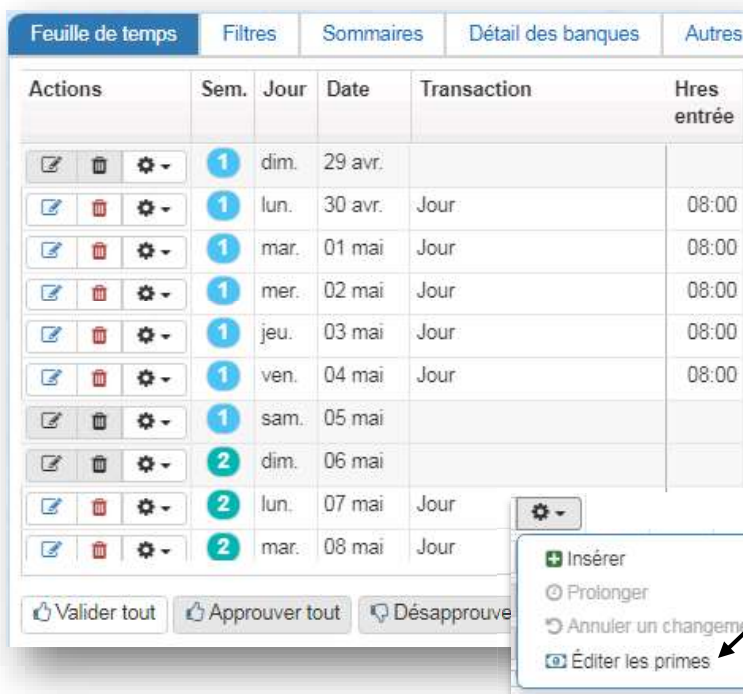 Feuille de temps Filtres Sommaires Détail des banques Autres
Actions Sem. Jour Date Transaction Hres
entrée
1 dim. 29 avr.
1 lun. 30 avr. Jour 08:00
1 mar. 01 mai Jour 08:00
1 mer. 02 mai Jour 08:00
1 jeu. 03 mai Jour 08:00
1 ven. 04 mai Jour 08:00
1 sam. 05 mai
2 dim. 06 mai
2 lun. 07 mai Jour
2 mar. 08 mai Jour
Insérer
Prolonger
Valider tout Approuver tout Désapprouve
Annuler un changeme
Éditer les primes